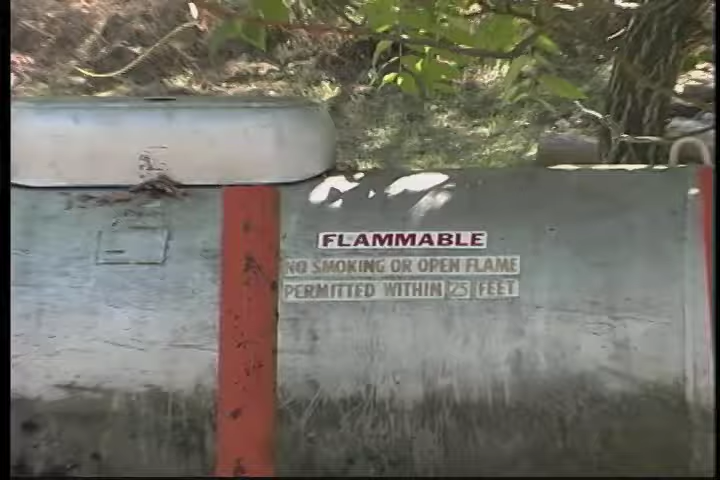 FLAMMABLE
NO SMOKING OR OPEN FLAME
PERMITTED WITHIN 25 FEET